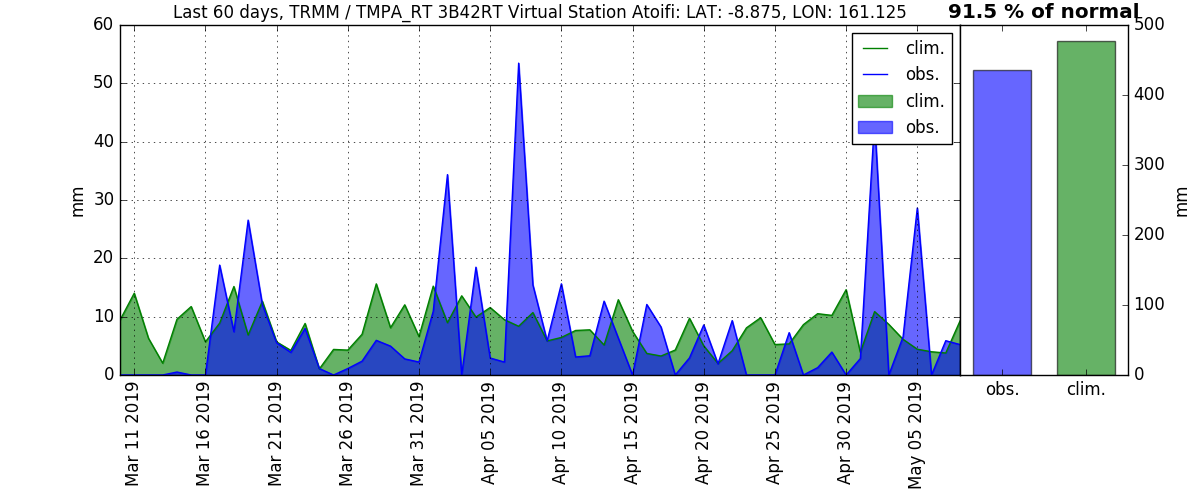 Last 60 days, TRMM / TMPA_RT 3B42RT Virtual Station Atoifi: LAT: -8.875, LON: 161.125
91.5 % of normal
60
50
40
30
20
10
0
mm
clim.
obs.
clim.
obs.
500
400
300
200
100
0
mm
obs.
clim.
Mar 11 2019
Mar 16 2019
Mar 21 2019
Mar 26 2019
Mar 31 2019
Apr 05 2019
Apr 10 2019
Apr 15 2019
Apr 20 2019
Apr 25 2019
Apr 30 2019
May 05 2019